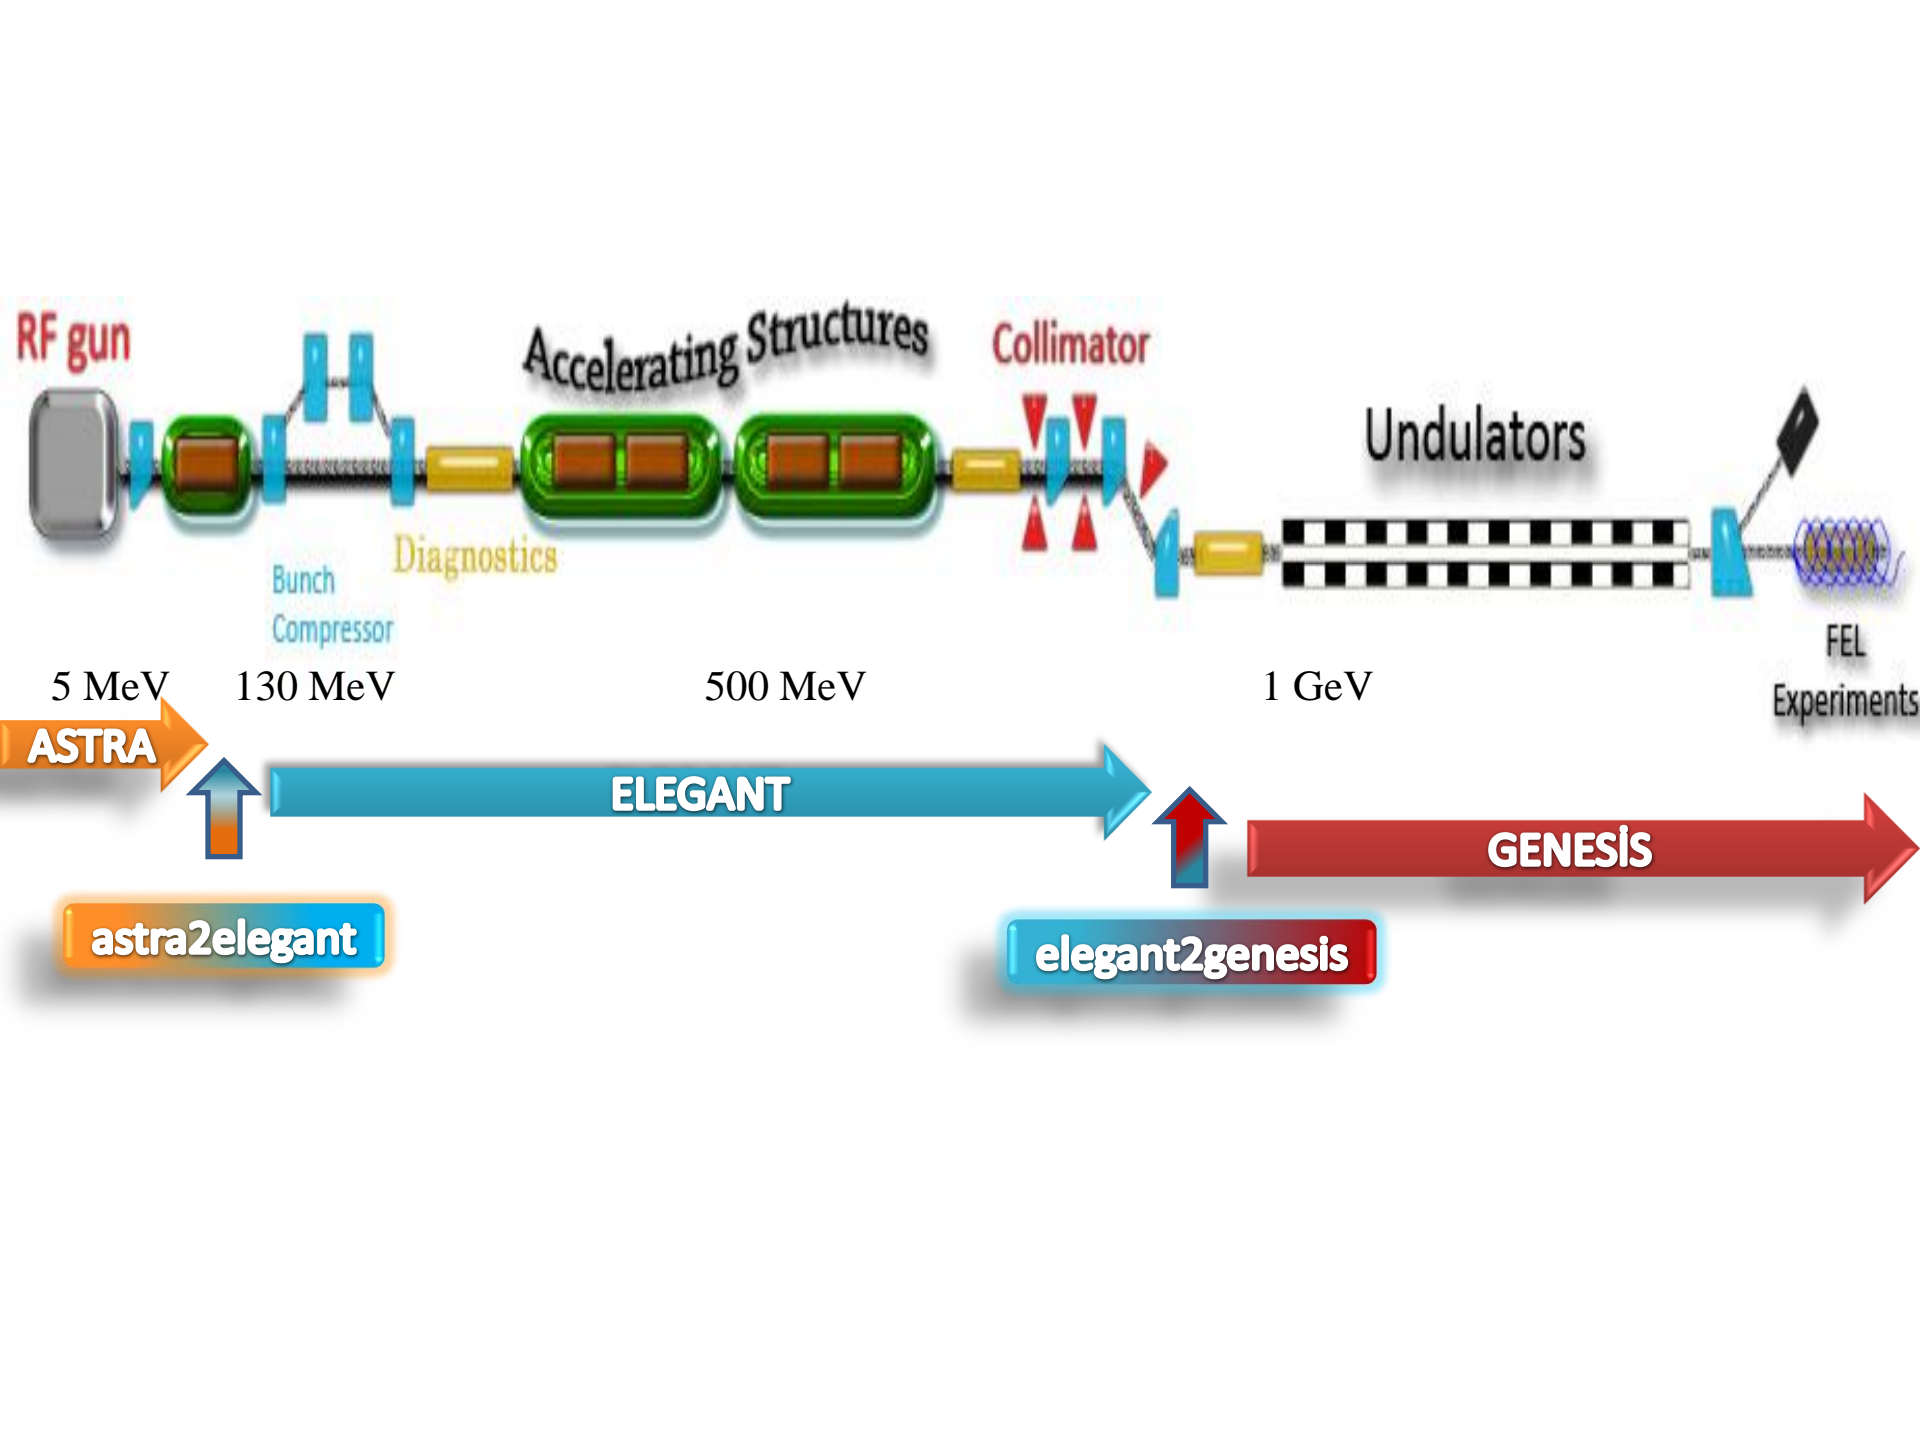 RF gun
Accelerating Structures
Collimator
Undulators
Diagnostics
Bunch
Compressor
FEL
Experiments
5 MeV 130 MeV 500 MeV 1 GeV
ASTRA
ELEGANT
GENESİS
astra2elegant
elegant2genesis